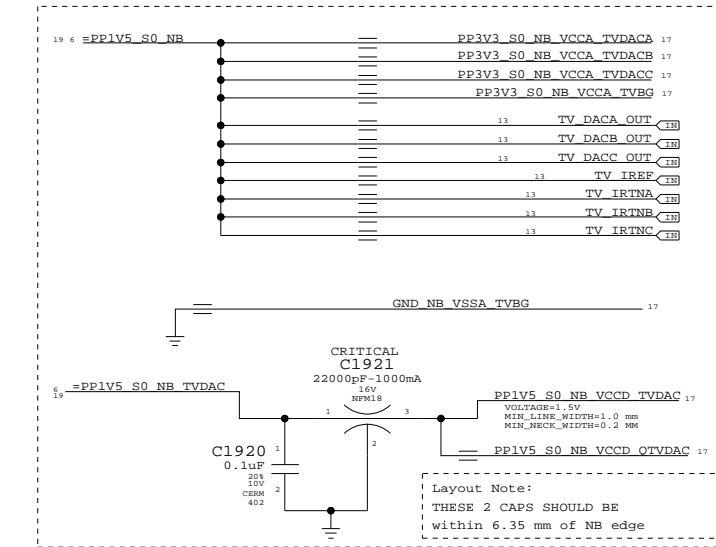 19 6 =PP1V5_S0_NB
PP3V3_S0_NB_VCCA_TVDACA 17
PP3V3_S0_NB_VCCA_TVDACB 17
PP3V3_S0_NB_VCCA_TVDACC 17
PP3V3_S0_NB_VCCA_TVBG 17
13 TV_DACA_OUT IN
13 TV_DACB_OUT IN
13 TV_DACC_OUT IN
13 TV_IREF IN
13 TV_IRTNA IN
13 TV_IRTNB IN
13 TV_IRTNC IN
GND_NB_VSSA_TVBG 17
CRITICAL
C1921
22000pF-1000mA
16V
NFM18
6 =PP1V5_S0_NB_TVDAC
19
1 3
2
PP1V5_S0_NB_VCCD_TVDAC 17
VOLTAGE=1.5V
MIN_LINE_WIDTH=1.0 mm
MIN_NECK_WIDTH=0.2 MM
PP1V5_S0_NB_VCCD_QTVDAC 17
C1920 1
0.1uF
20%
10V
CERM 2
402
Layout Note:
THESE 2 CAPS SHOULD BE
within 6.35 mm of NB edge